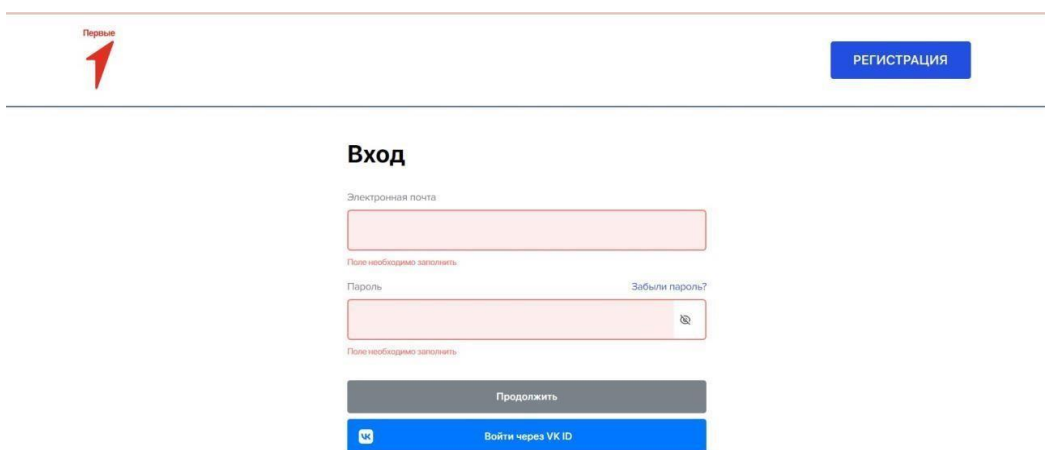 Первые
РЕГИСТРАЦИЯ
Вход
Электронная почта
Поле необходимо заполнить
Пароль Забыли пароль?
Поле необходимо заполнить
Продолжить
Войти через VK ID